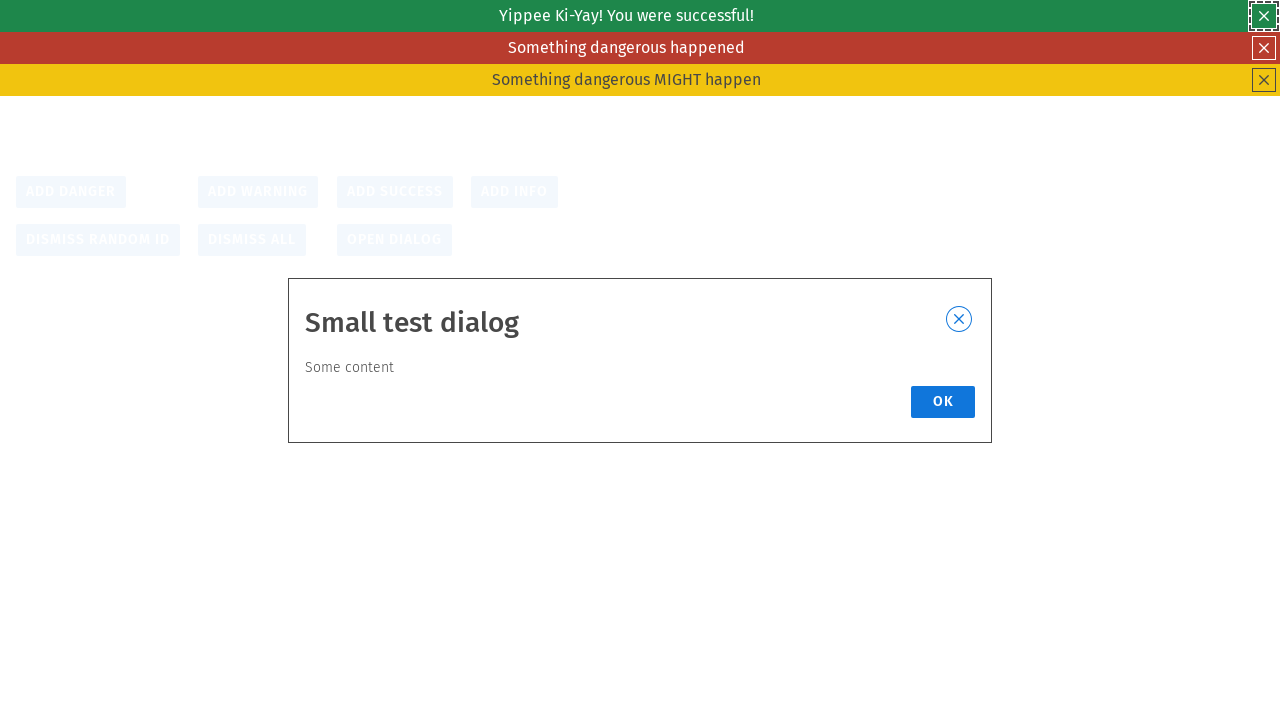 Yippee Ki-Yay! You were successful!
Something dangerous happened
Something dangerous MIGHT happen
ADD DANGER ADD WARNING ADD SUCCESS ADD INFO
DISMISS RANDOM ID DISMISS ALL OPEN DIALOG
Small test dialog
Some content
OK